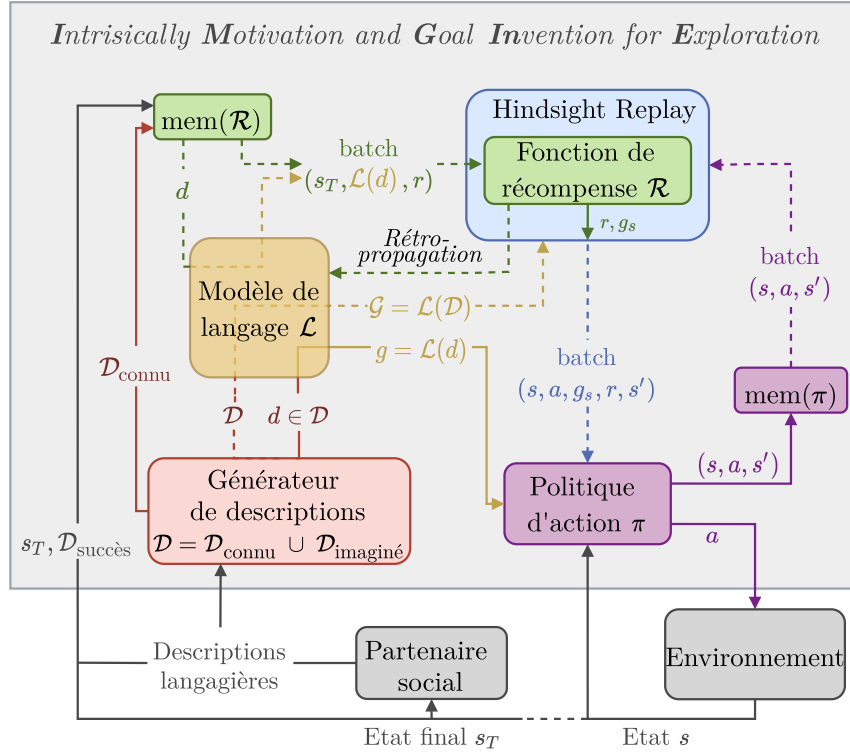 Intrisically Motivation and Goal Invention for Exploration
mem(𝓡)
Hindsight Replay
batch
(s_T, 𝓛(d), r)
d
Fonction de
récompense 𝓡
r, g_s
Rétro-
propagation
batch
(s, a, s′)
Modèle de
langage 𝓛
𝒢 = 𝓛(𝒟)
g = 𝓛(d)
batch
(s, a, g_s, r, s′)
𝒟_connu
mem(π)
𝒟
d ∈ 𝒟
(s, a, s′)
Générateur
de descriptions
𝒟 = 𝒟_connu ∪ 𝒟_imaginé
Politique
d'action π
a
s_T, 𝒟_succès
Descriptions
langagières
Partenaire
social
Environnement
Etat final s_T
Etat s